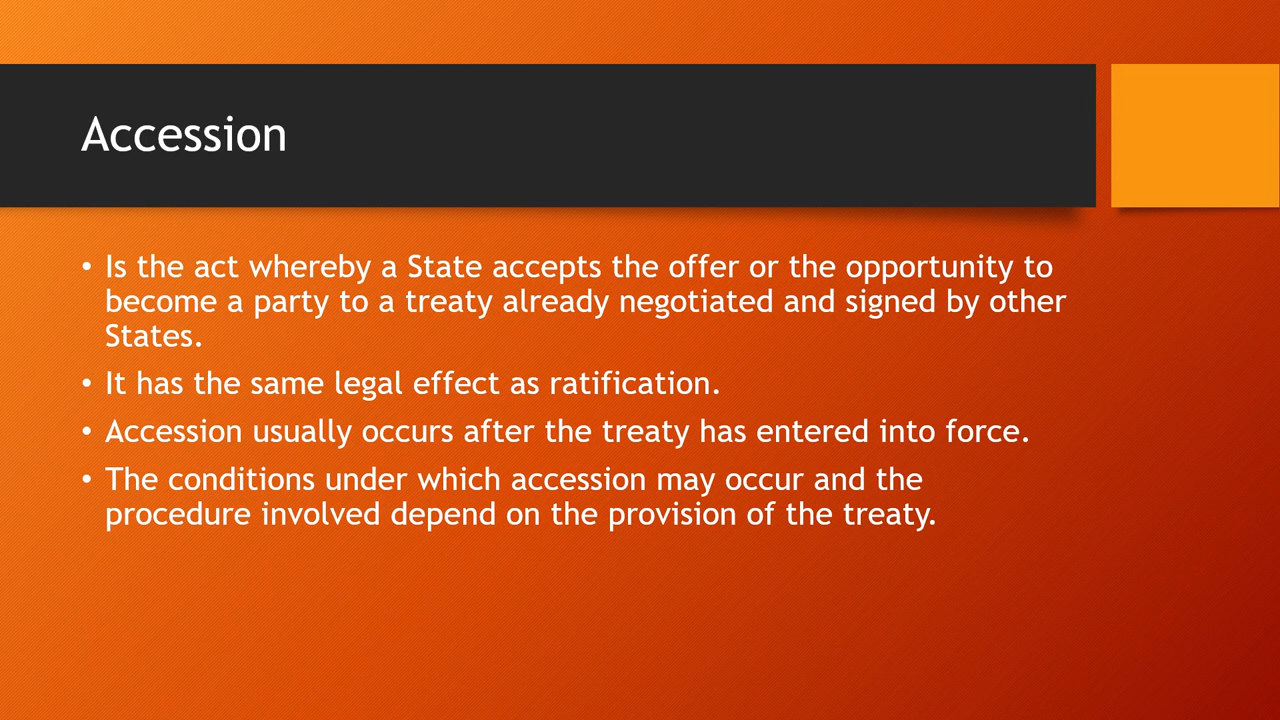 Accession
• Is the act whereby a State accepts the offer or the opportunity to
become a party to a treaty already negotiated and signed by other
States.
• It has the same legal effect as ratification.
• Accession usually occurs after the treaty has entered into force.
• The conditions under which accession may occur and the
procedure involved depend on the provision of the treaty.